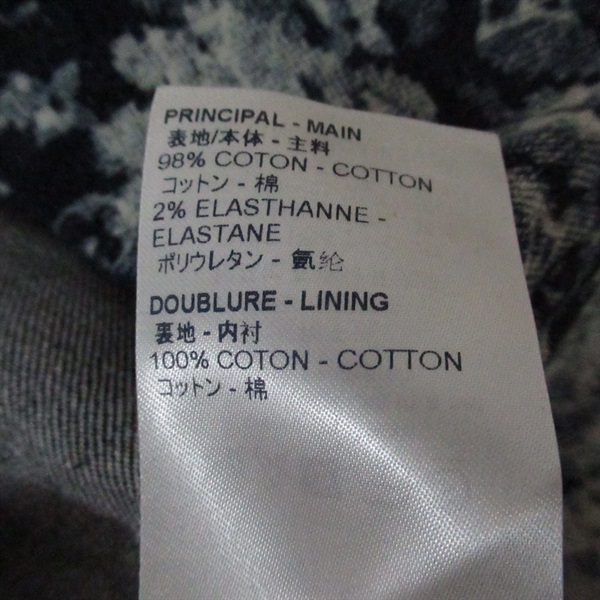 PRINCIPAL - MAIN
表地/本体 - 主料
98% COTON - COTTON
コットン - 棉
2% ELASTHANNE -
ELASTANE
ポリウレタン - 氨纶
DOUBLURE - LINING
裏地 - 内衬
100% COTON - COTTON
コットン - 棉